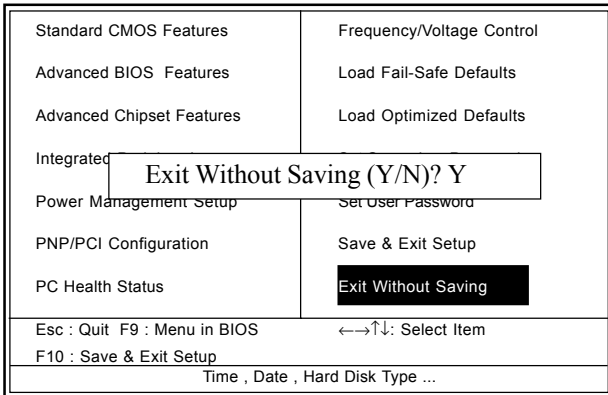 Standard CMOS Features
Frequency/Voltage Control
Advanced BIOS Features
Load Fail-Safe Defaults
Advanced Chipset Features
Load Optimized Defaults
Integrated
Exit Without Saving (Y/N)? Y
Power Management Setup
Set User Password
PNP/PCI Configuration
Save & Exit Setup
PC Health Status
Exit Without Saving
Esc : Quit F9 : Menu in BIOS
←→↑↓: Select Item
F10 : Save & Exit Setup
Time , Date , Hard Disk Type ...